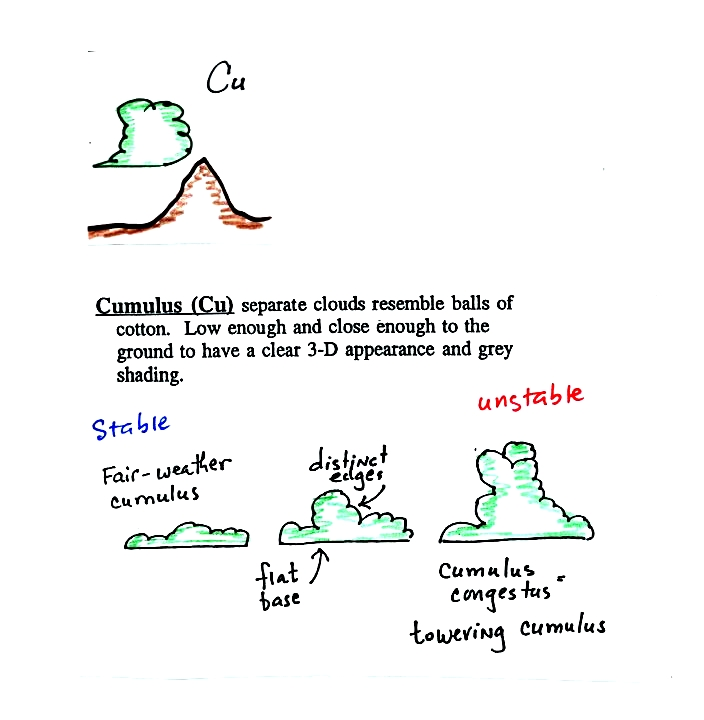 Cu
Cumulus (Cu) separate clouds resemble balls of
cotton. Low enough and close enough to the
ground to have a clear 3-D appearance and grey
shading.
unstable
Stable
Fair-weather
cumulus
distinct
edges
flat
base
Cumulus
congestus =
towering cumulus